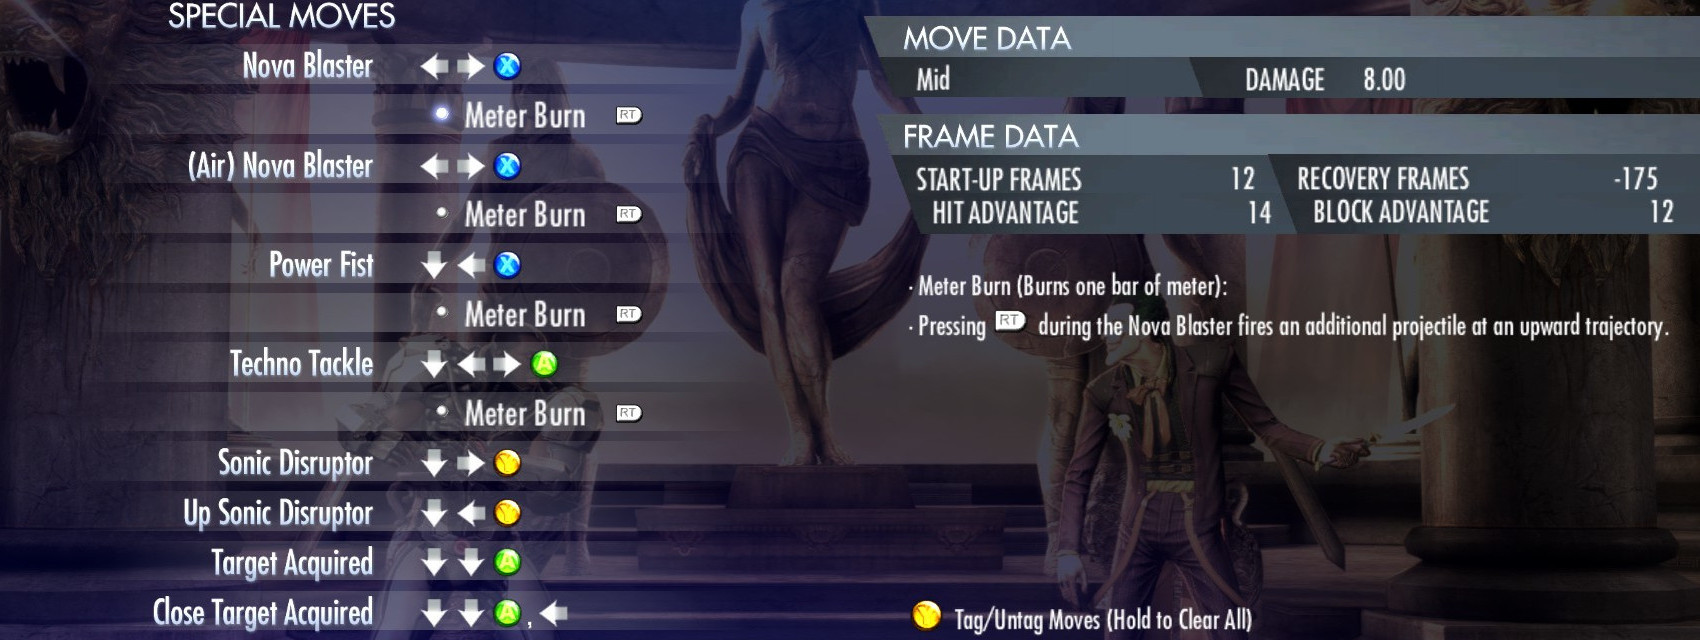 SPECIAL MOVES
Nova Blaster X
Meter Burn RT
(Air) Nova Blaster X
Meter Burn RT
Power Fist X
Meter Burn RT
Techno Tackle A
Meter Burn RT
Sonic Disruptor Y
Up Sonic Disruptor Y
Target Acquired A
Close Target Acquired A ,
MOVE DATA
Mid DAMAGE 8.00
FRAME DATA
START-UP FRAMES 12 RECOVERY FRAMES -175
HIT ADVANTAGE 14 BLOCK ADVANTAGE 12
· Meter Burn (Burns one bar of meter):
· Pressing RT during the Nova Blaster fires an additional projectile at an upward trajectory.
Y Tag/Untag Moves (Hold to Clear All)